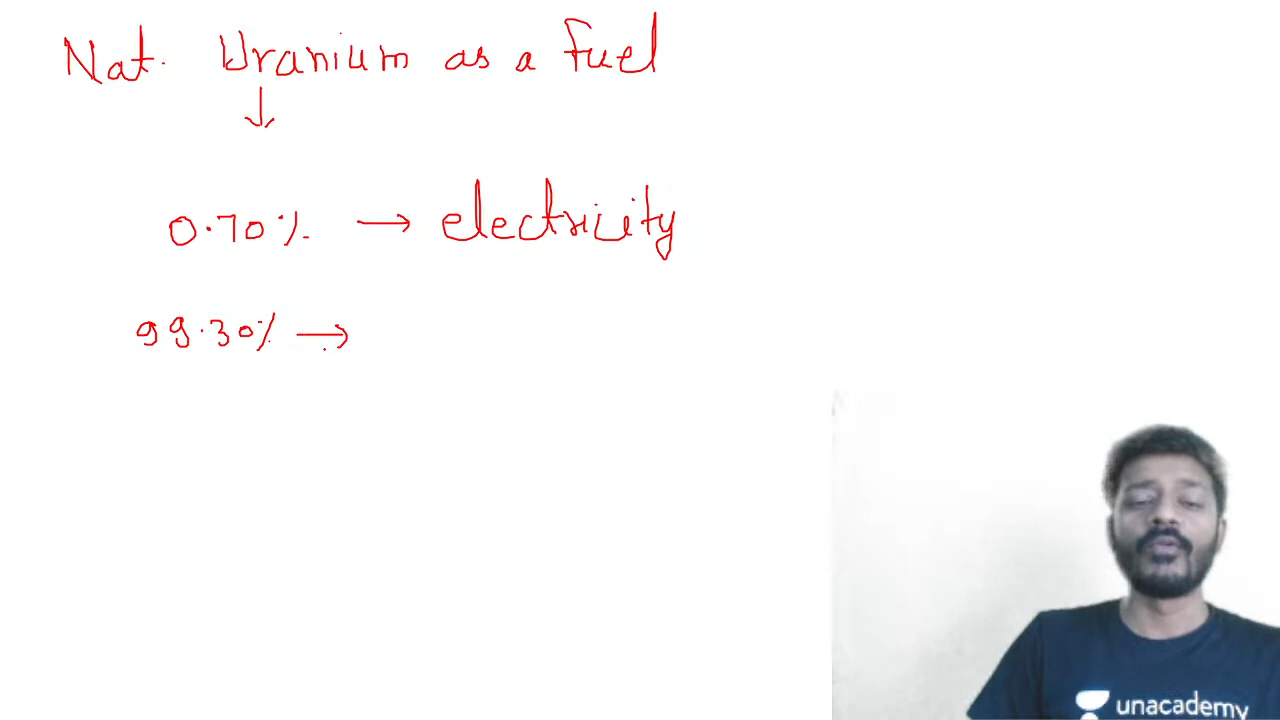 Nat. Uranium as a fuel
↓
0.70% → electricity
99.30% →
unacademy